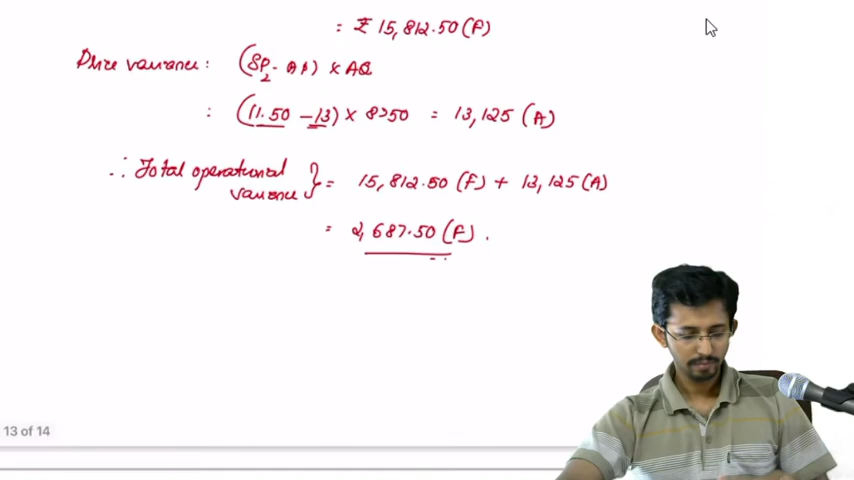 = ₹ 15,812.50 (F)
Price variance : (SP₂ - AP) × AQ
: (11.50 - 13) × 8750 = 13,125 (A)
∴ Total operational variance } = 15,812.50 (F) + 13,125 (A)
= 2,687.50 (F).
13 of 14